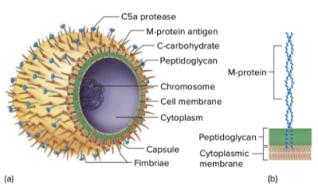 C5a protease
M-protein antigen
C-carbohydrate
Peptidoglycan
Chromosome
Cell membrane
Cytoplasm
Capsule
Fimbriae
(a)
M-protein
Peptidoglycan
Cytoplasmic
membrane
(b)